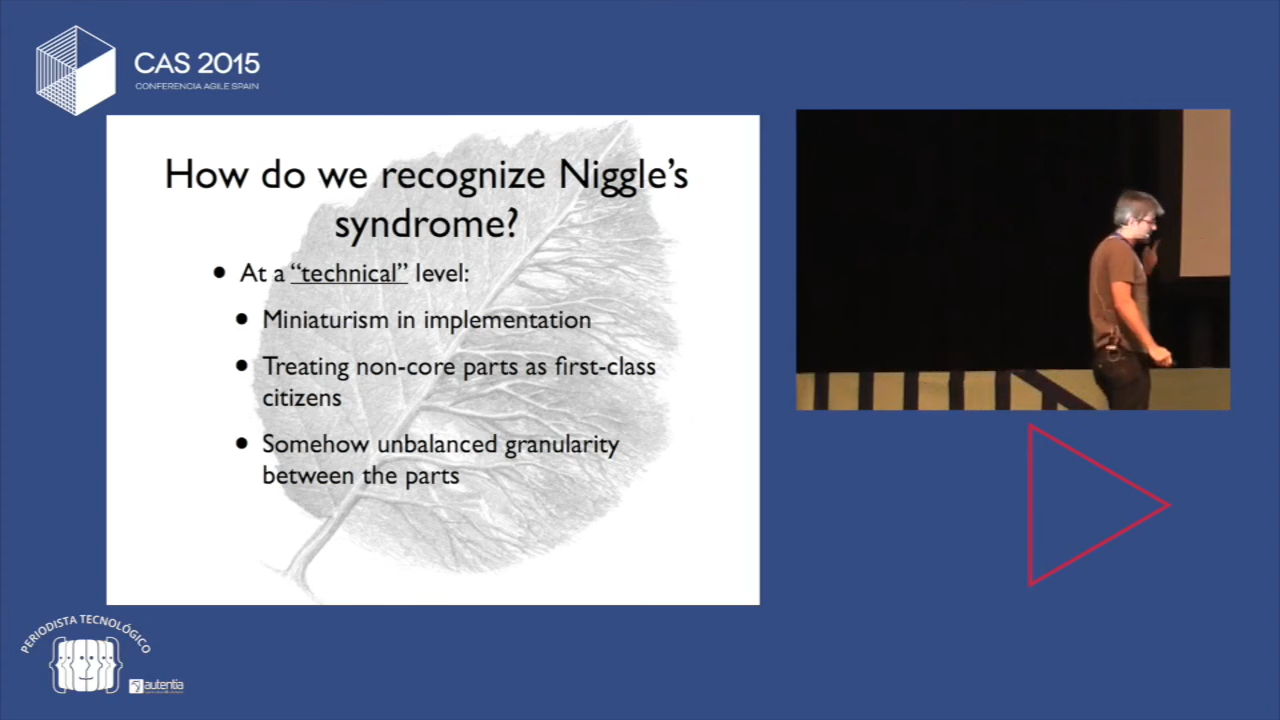 CAS 2015
CONFERENCIA AGILE SPAIN
How do we recognize Niggle's
syndrome?
• At a “technical” level:
• Miniaturism in implementation
• Treating non-core parts as first-class
citizens
• Somehow unbalanced granularity
between the parts
PERIODISTA TECNOLÓGICO
autentia